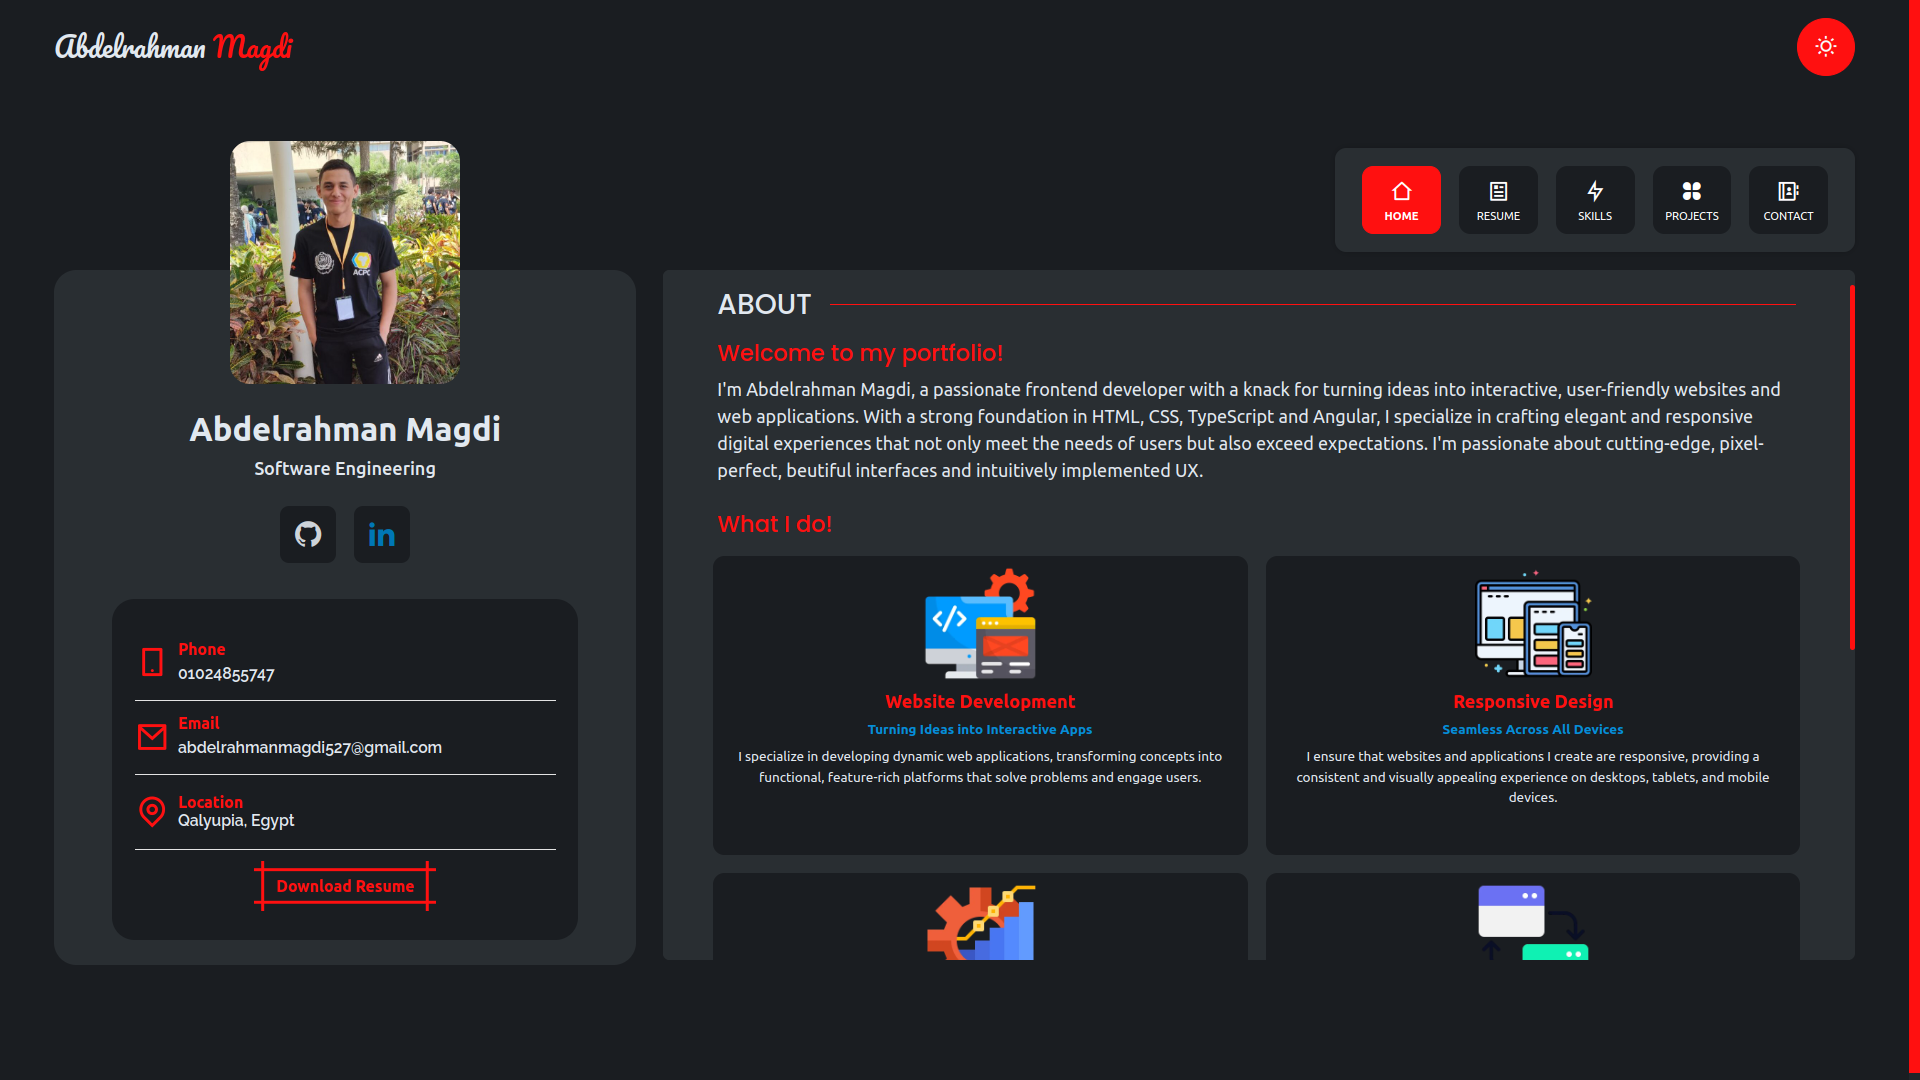 Abdelrahman Magdi
HOME
RESUME
SKILLS
PROJECTS
CONTACT
ACPC
Abdelrahman Magdi
Software Engineering
in
Phone
01024855747
Email
abdelrahmanmagdi527@gmail.com
Location
Qalyupia, Egypt
Download Resume
ABOUT
Welcome to my portfolio!
I'm Abdelrahman Magdi, a passionate frontend developer with a knack for turning ideas into interactive, user-friendly websites and
web applications. With a strong foundation in HTML, CSS, TypeScript and Angular, I specialize in crafting elegant and responsive
digital experiences that not only meet the needs of users but also exceed expectations. I'm passionate about cutting-edge, pixel-
perfect, beutiful interfaces and intuitively implemented UX.
What I do!
</>
Website Development
Turning Ideas into Interactive Apps
I specialize in developing dynamic web applications, transforming concepts into
functional, feature-rich platforms that solve problems and engage users.
Responsive Design
Seamless Across All Devices
I ensure that websites and applications I create are responsive, providing a
consistent and visually appealing experience on desktops, tablets, and mobile
devices.